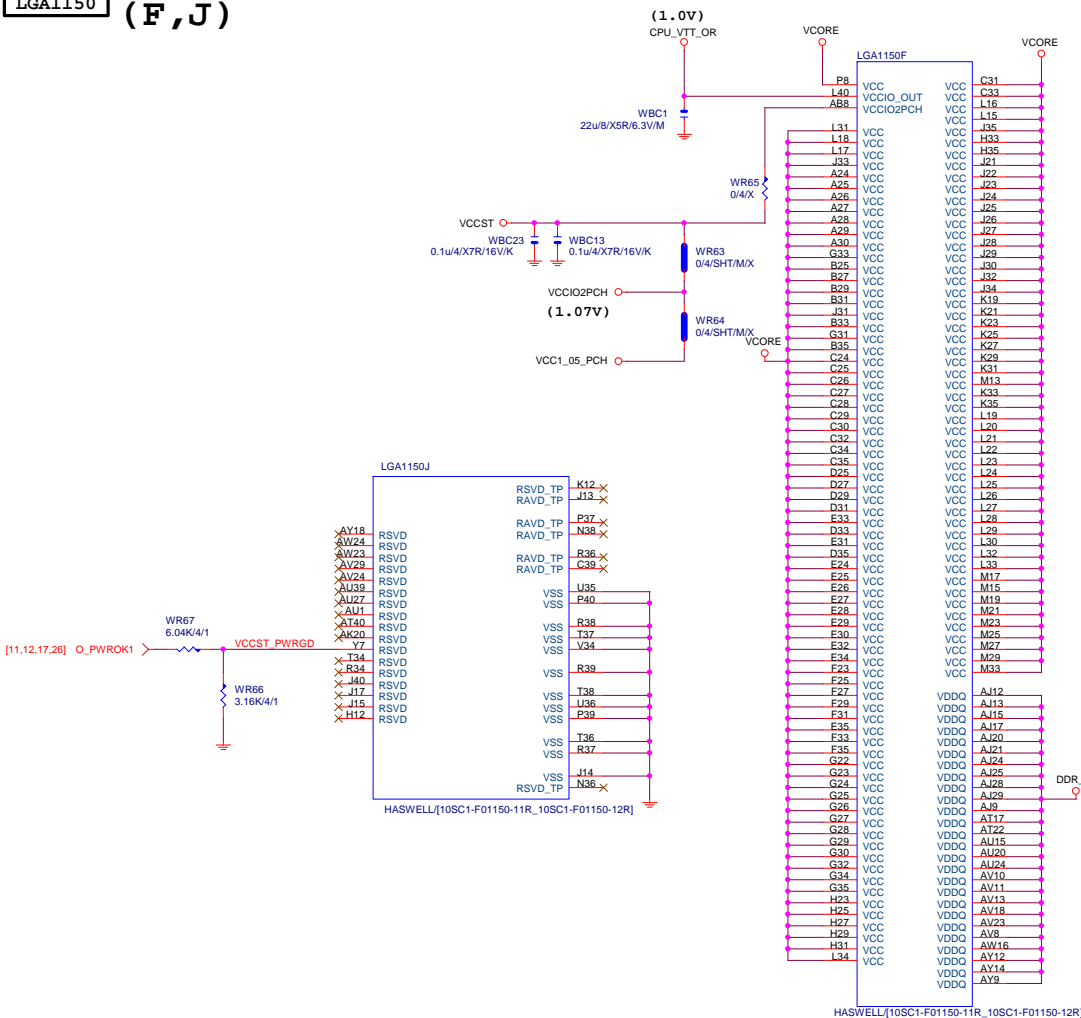 LGA1150
(F,J)
(1.0V)
CPU_VTT_OR
VCORE
VCORE
LGA1150F
P8 VCC
L40 VCCIO_OUT
AB8 VCCIO2PCH
L31 VCC
L18 VCC
L17 VCC
J33 VCC
A24 VCC
A25 VCC
A26 VCC
A27 VCC
A28 VCC
A29 VCC
A30 VCC
G33 VCC
B25 VCC
B27 VCC
B29 VCC
B31 VCC
J31 VCC
B33 VCC
G31 VCC
B35 VCC
C24 VCC
C25 VCC
C26 VCC
C27 VCC
C28 VCC
C29 VCC
C30 VCC
C32 VCC
C34 VCC
C35 VCC
D25 VCC
D27 VCC
D29 VCC
D31 VCC
E33 VCC
D33 VCC
E31 VCC
D35 VCC
E24 VCC
E25 VCC
E26 VCC
E27 VCC
E28 VCC
E29 VCC
E30 VCC
E32 VCC
E34 VCC
F23 VCC
F25 VCC
F27 VCC
F29 VCC
F31 VCC
E35 VCC
F33 VCC
F35 VCC
G22 VCC
G23 VCC
G24 VCC
G25 VCC
G26 VCC
G27 VCC
G28 VCC
G29 VCC
G30 VCC
G32 VCC
G34 VCC
G35 VCC
H23 VCC
H25 VCC
H27 VCC
H29 VCC
H31 VCC
L34 VCC
VCC C31
VCC C33
VCC L16
VCC L15
VCC J35
VCC H33
VCC H35
VCC J21
VCC J22
VCC J23
VCC J24
VCC J25
VCC J26
VCC J27
VCC J28
VCC J29
VCC J30
VCC J32
VCC J34
VCC K19
VCC K21
VCC K23
VCC K25
VCC K27
VCC K29
VCC K31
VCC M13
VCC K33
VCC K35
VCC L19
VCC L20
VCC L21
VCC L22
VCC L23
VCC L24
VCC L25
VCC L26
VCC L27
VCC L28
VCC L29
VCC L30
VCC L32
VCC L33
VCC M17
VCC M15
VCC M19
VCC M21
VCC M23
VCC M25
VCC M27
VCC M29
VCC M33
VDDQ AJ12
VDDQ AJ13
VDDQ AJ15
VDDQ AJ17
VDDQ AJ20
VDDQ AJ21
VDDQ AJ24
VDDQ AJ25
VDDQ AJ28
VDDQ AJ29
VDDQ AJ9
VDDQ AT17
VDDQ AT22
VDDQ AU15
VDDQ AU20
VDDQ AU24
VDDQ AV10
VDDQ AV11
VDDQ AV13
VDDQ AV18
VDDQ AV23
VDDQ AV8
VDDQ AW16
VDDQ AY12
VDDQ AY14
VDDQ AY9
DDR_
HASWELL/[10SC1-F01150-11R_10SC1-F01150-12R]
WBC1
22u/8/X5R/6.3V/M
WR65
0/4/X
VCCST
WBC23
0.1u/4/X7R/16V/K
WBC13
0.1u/4/X7R/16V/K
WR63
0/4/SHT/M/X
VCCIO2PCH
(1.07V)
WR64
0/4/SHT/M/X
VCORE
VCC1_05_PCH
LGA1150J
AY18 RSVD
AW24 RSVD
AW23 RSVD
AV29 RSVD
AV24 RSVD
AU39 RSVD
AU27 RSVD
AU1 RSVD
AT40 RSVD
AK20 RSVD
Y7 RSVD
T34 RSVD
R34 RSVD
J40 RSVD
J17 RSVD
J15 RSVD
H12 RSVD
RSVD_TP K12
RAVD_TP J13
RAVD_TP P37
RAVD_TP N38
RAVD_TP R36
RAVD_TP C39
VSS U35
VSS P40
VSS R38
VSS T37
VSS V34
VSS R39
VSS T38
VSS U36
VSS P39
VSS T36
VSS R37
VSS J14
RSVD_TP N36
HASWELL/[10SC1-F01150-11R_10SC1-F01150-12R]
[11,12,17,26] O_PWROK1
WR67
6.04K/4/1
VCCST_PWRGD
WR66
3.16K/4/1